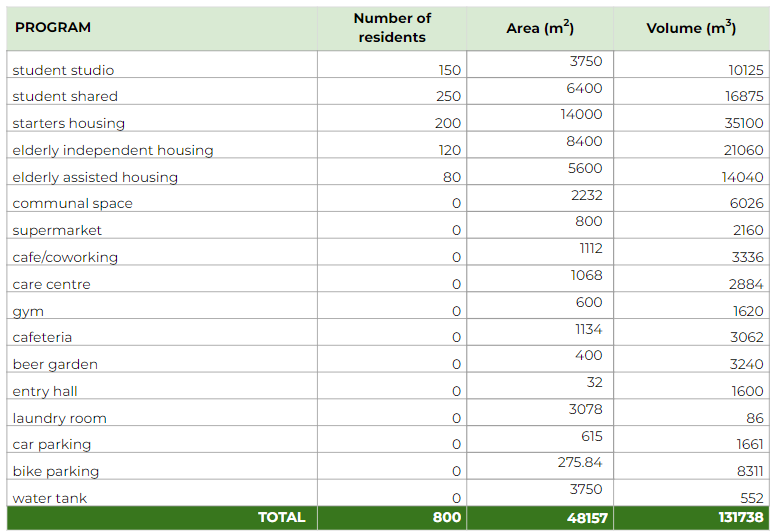 PROGRAM Number of residents Area (m²) Volume (m³)
student studio 150 3750 10125
student shared 250 6400 16875
starters housing 200 14000 35100
elderly independent housing 120 8400 21060
elderly assisted housing 80 5600 14040
communal space 0 2232 6026
supermarket 0 800 2160
cafe/coworking 0 1112 3336
care centre 0 1068 2884
gym 0 600 1620
cafeteria 0 1134 3062
beer garden 0 400 3240
entry hall 0 32 1600
laundry room 0 3078 86
car parking 0 615 1661
bike parking 0 275.84 8311
water tank 0 3750 552
TOTAL 800 48157 131738